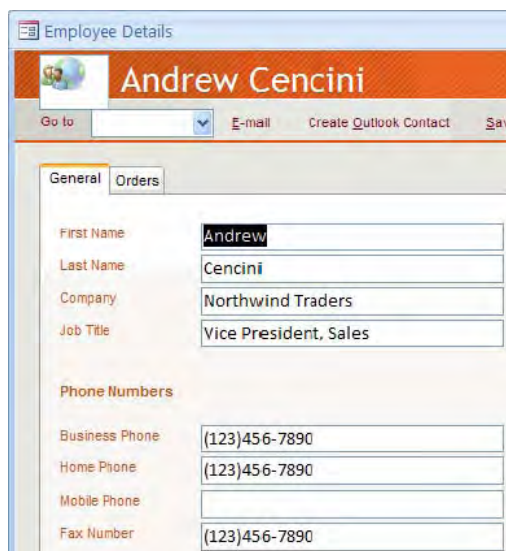 Employee Details
Andrew Cencini
Go to E-mail Create Outlook Contact Sav
General Orders
First Name Andrew
Last Name Cencini
Company Northwind Traders
Job Title Vice President, Sales
Phone Numbers
Business Phone (123)456-7890
Home Phone (123)456-7890
Mobile Phone
Fax Number (123)456-7890